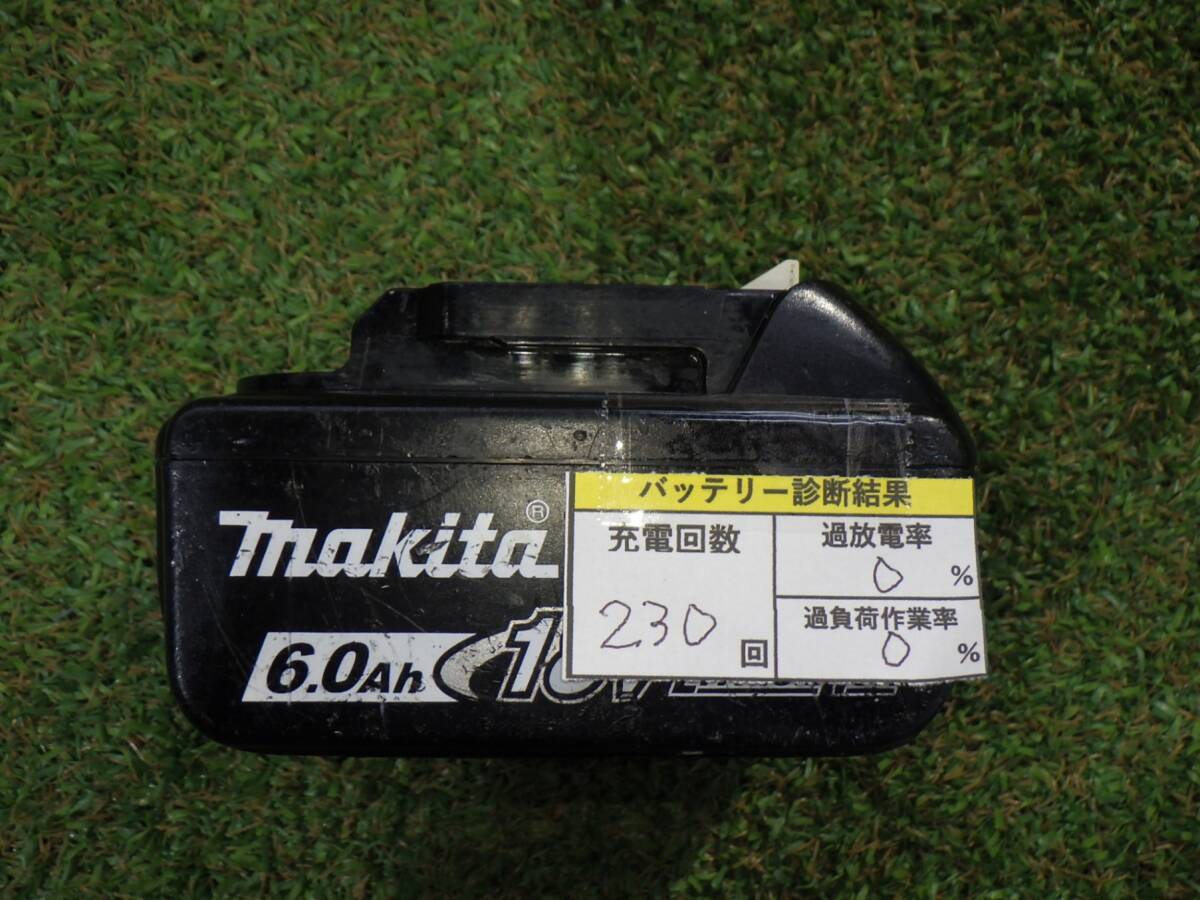 makita®
6.0Ah
バッテリー診断結果
充電回数
230 回
過放電率
0 %
過負荷作業率
0 %